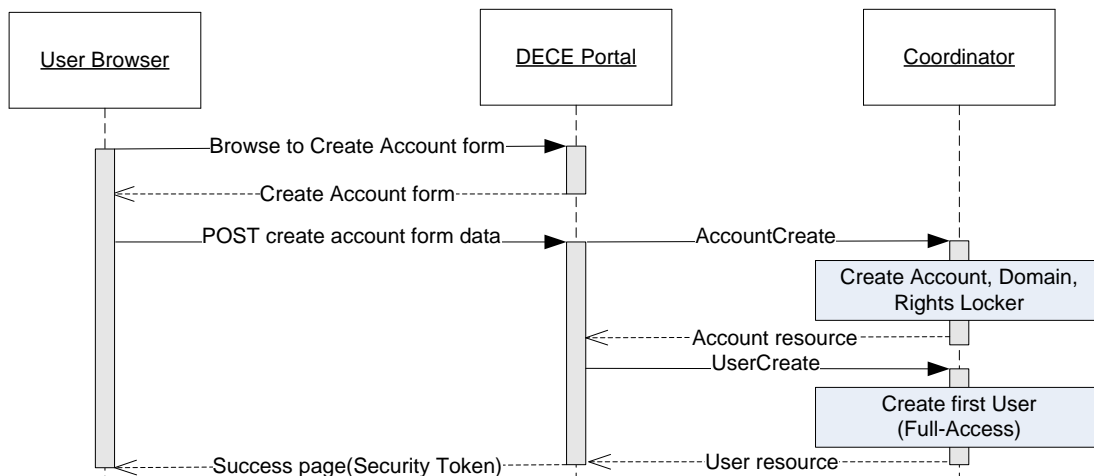 User Browser
DECE Portal
Coordinator
Browse to Create Account form
Create Account form
POST create account form data
AccountCreate
Create Account, Domain,
Rights Locker
Account resource
UserCreate
Create first User
(Full-Access)
Success page(Security Token)
User resource